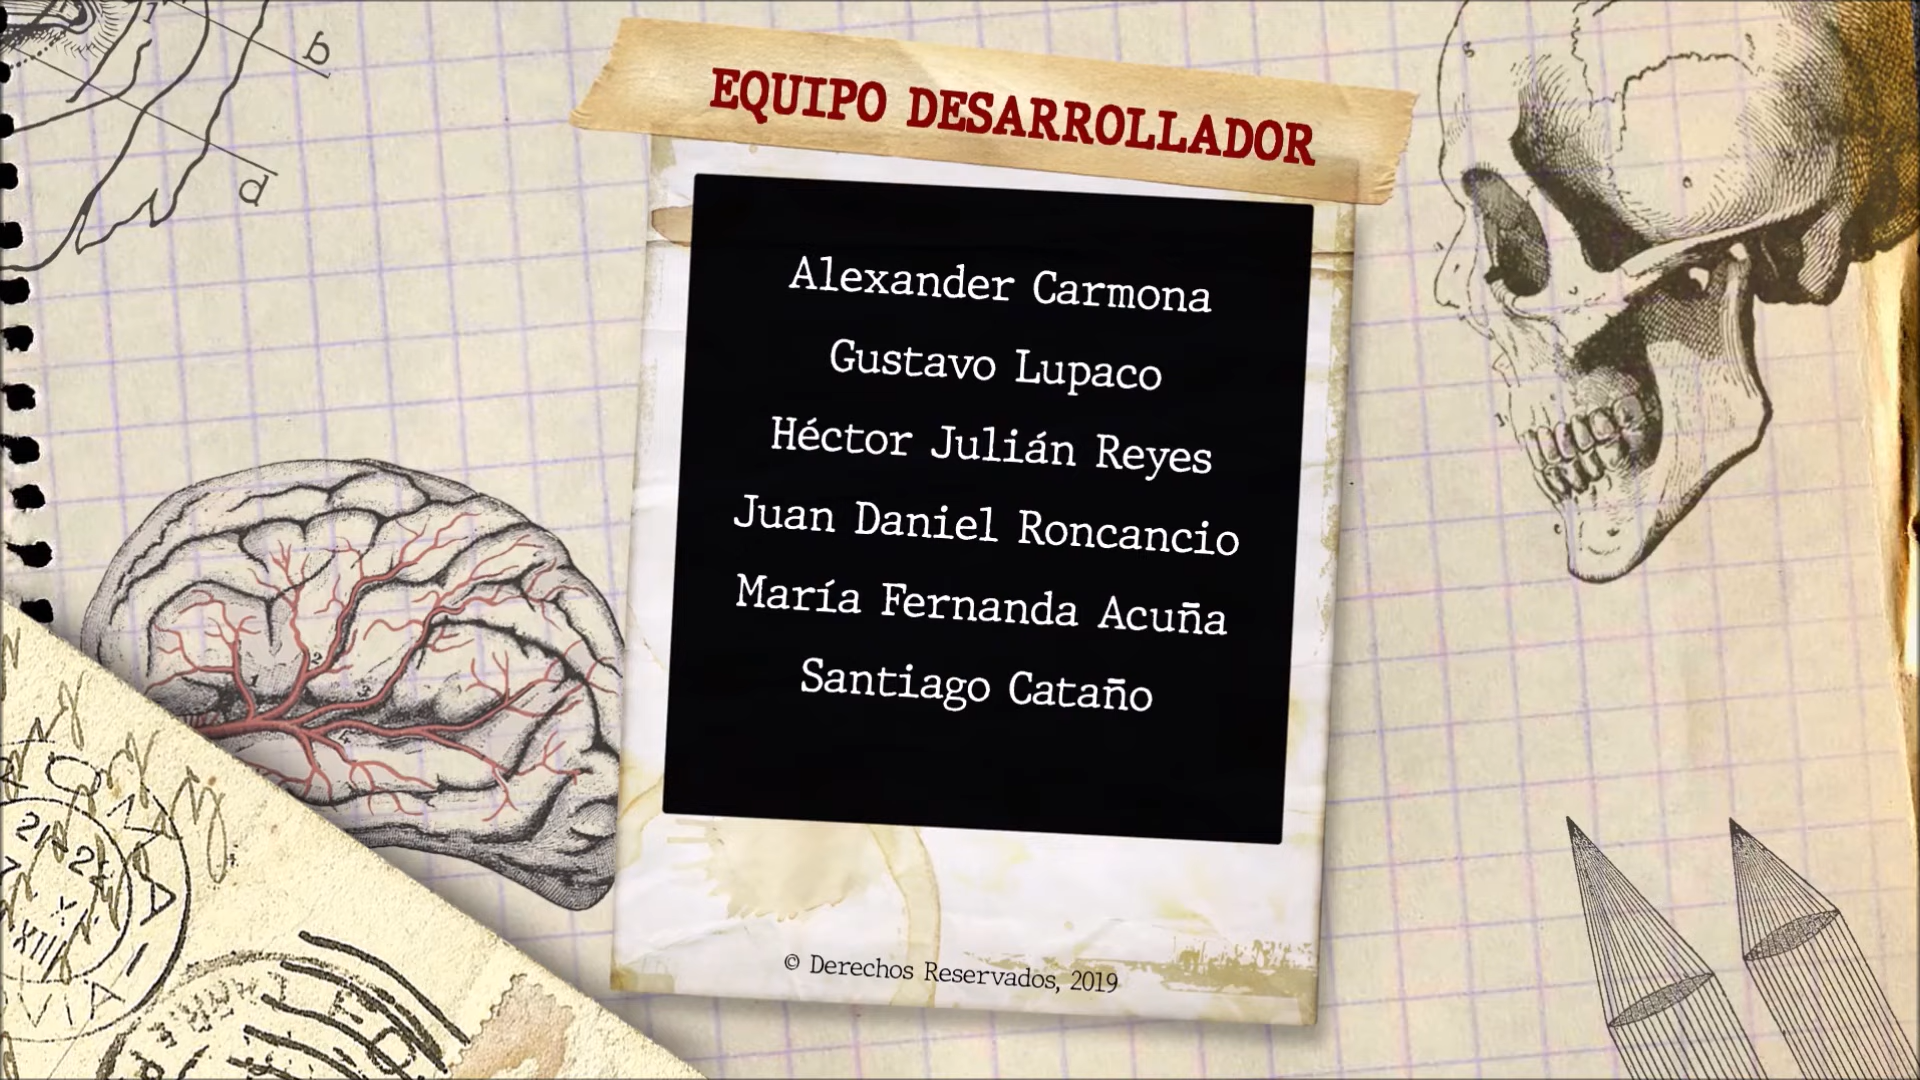 b
d
EQUIPO DESARROLLADOR
Alexander Carmona
Gustavo Lupaco
Héctor Julián Reyes
Juan Daniel Roncancio
María Fernanda Acuña
Santiago Cataño
© Derechos Reservados, 2019